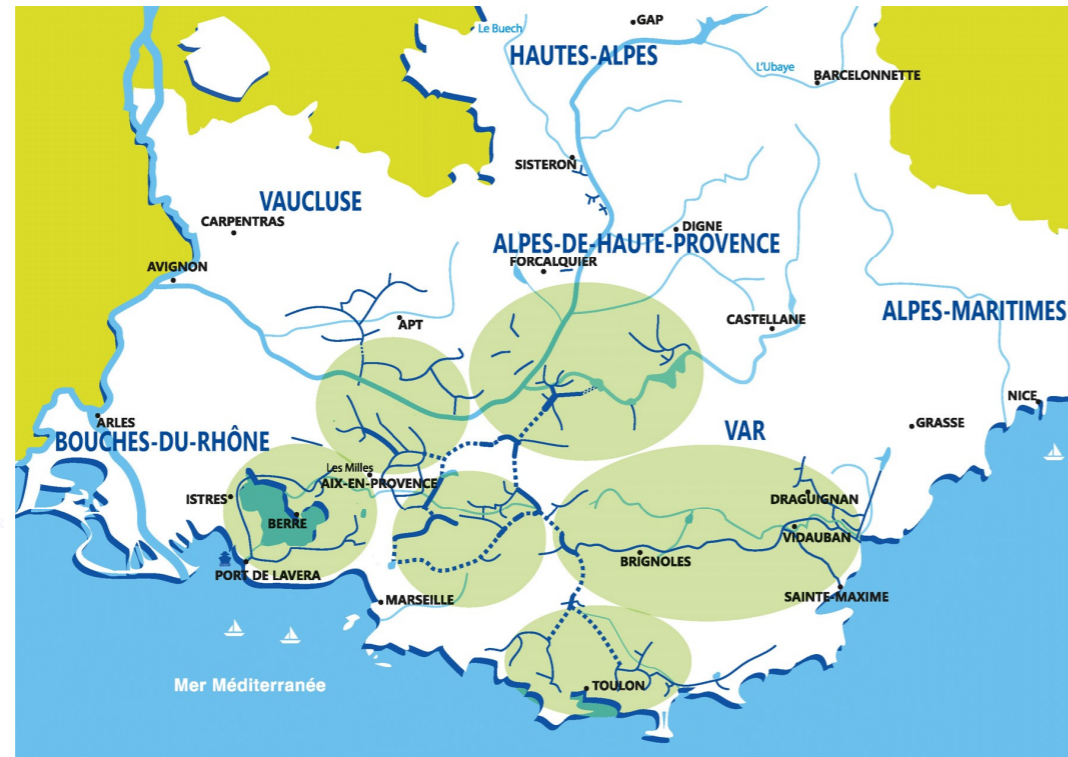 GAP
Le Buech
HAUTES-ALPES
L'Ubaye
BARCELONNETTE
SISTERON
VAUCLUSE
CARPENTRAS
DIGNE
ALPES-DE-HAUTE-PROVENCE
FORCALQUIER
AVIGNON
ALPES-MARITIMES
CASTELLANE
APT
NICE
ARLES
GRASSE
BOUCHES-DU-RHÔNE
VAR
Les Milles
AIX-EN-PROVENCE
ISTRES
DRAGUIGNAN
BERRE
VIDAUBAN
BRIGNOLES
PORT DE LAVERA
SAINTE-MAXIME
MARSEILLE
Mer Méditerranée
TOULON